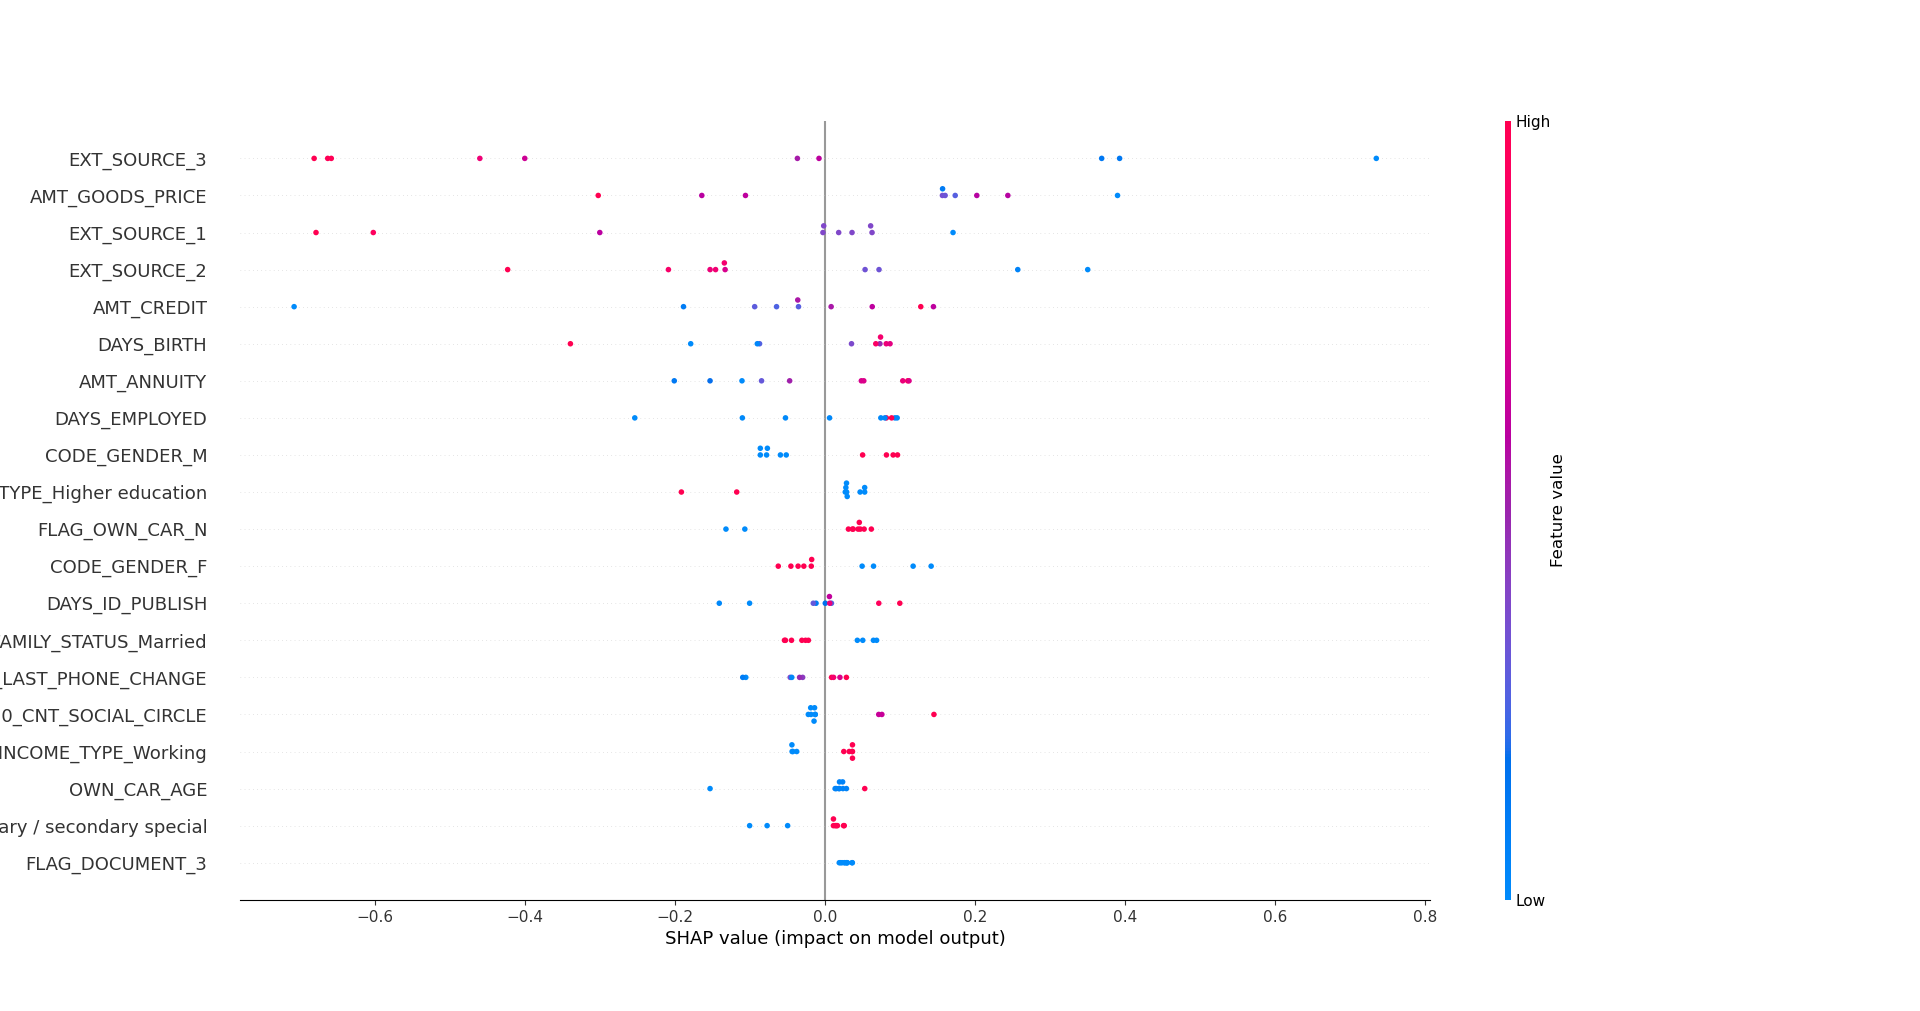 High
EXT_SOURCE_3
AMT_GOODS_PRICE
EXT_SOURCE_1
EXT_SOURCE_2
AMT_CREDIT
DAYS_BIRTH
AMT_ANNUITY
DAYS_EMPLOYED
CODE_GENDER_M
TYPE_Higher education
FLAG_OWN_CAR_N
CODE_GENDER_F
DAYS_ID_PUBLISH
AMILY_STATUS_Married
_LAST_PHONE_CHANGE
0_CNT_SOCIAL_CIRCLE
INCOME_TYPE_Working
OWN_CAR_AGE
ary / secondary special
FLAG_DOCUMENT_3
Feature value
Low
−0.6 −0.4 −0.2 0.0 0.2 0.4 0.6 0.8
SHAP value (impact on model output)